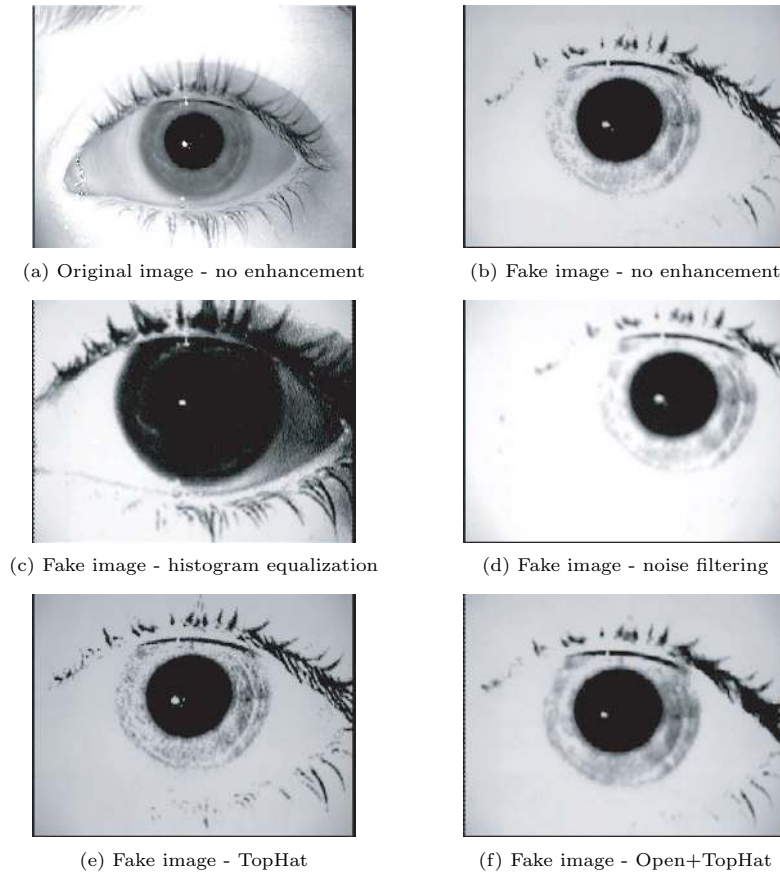 (a) Original image - no enhancement
(b) Fake image - no enhancement
(c) Fake image - histogram equalization
(d) Fake image - noise filtering
(e) Fake image - TopHat
(f) Fake image - Open+TopHat